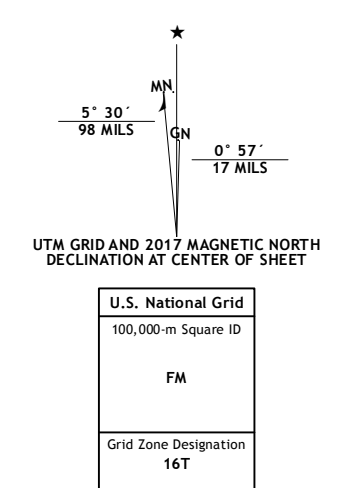 ★
MN
5° 30´
98 MILS
GN
0° 57´
17 MILS
UTM GRID AND 2017 MAGNETIC NORTH
DECLINATION AT CENTER OF SHEET
U.S. National Grid
100,000-m Square ID
FM
Grid Zone Designation
16T